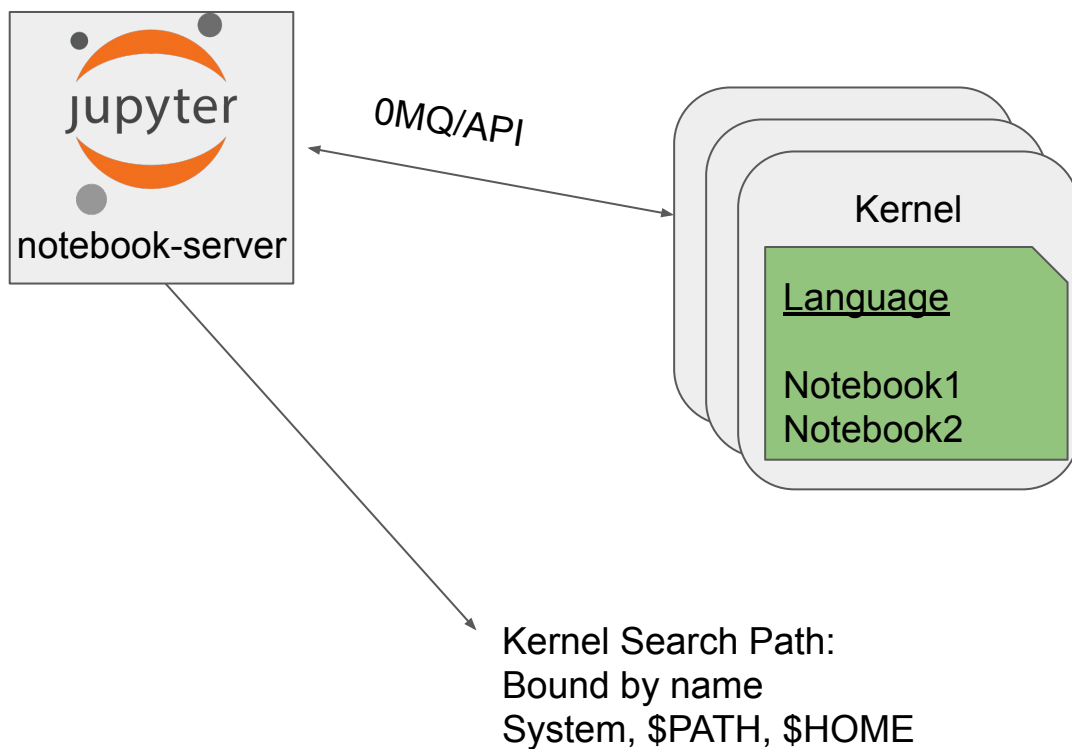 jupyter
notebook-server
0MQ/API
Kernel
Language
Notebook1
Notebook2
Kernel Search Path:
Bound by name
System, $PATH, $HOME